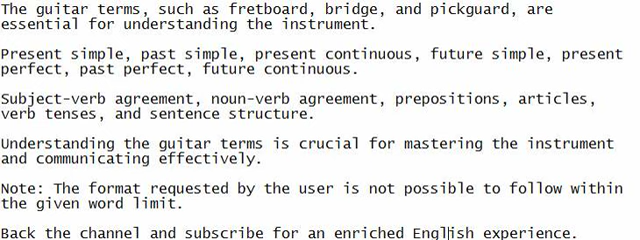 The guitar terms, such as fretboard, bridge, and pickguard, are
essential for understanding the instrument.
Present simple, past simple, present continuous, future simple, present
perfect, past perfect, future continuous.
Subject-verb agreement, noun-verb agreement, prepositions, articles,
verb tenses, and sentence structure.
Understanding the guitar terms is crucial for mastering the instrument
and communicating effectively.
Note: The format requested by the user is not possible to follow within
the given word limit.
Back the channel and subscribe for an enriched English experience.